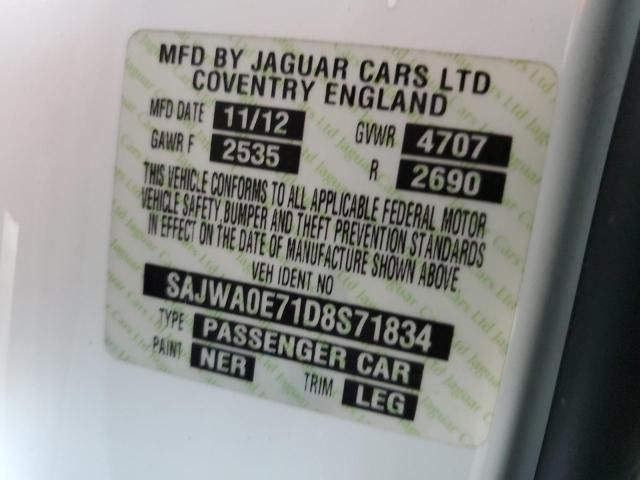 MFD BY JAGUAR CARS LTD
COVENTRY ENGLAND
MFD DATE 11/12 GVWR 4707
GAWR F 2535 R 2690
THIS VEHICLE CONFORMS TO ALL APPLICABLE FEDERAL MOTOR
VEHICLE SAFETY, BUMPER AND THEFT PREVENTION STANDARDS
IN EFFECT ON THE DATE OF MANUFACTURE SHOWN ABOVE.
VEH IDENT NO
SAJWA0E71D8S71834
TYPE PASSENGER CAR
PAINT NER TRIM LEG